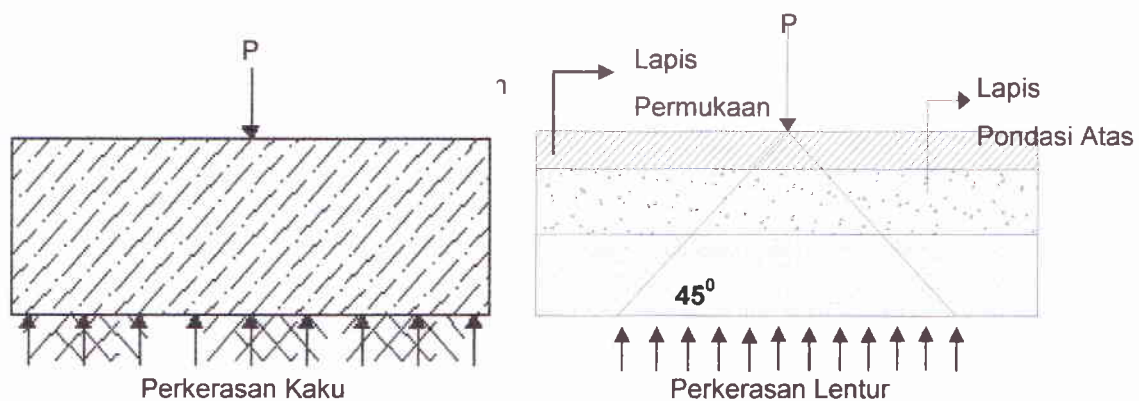 P
Perkerasan Kaku
P
Lapis
Permukaan
Lapis
Pondasi Atas
45⁰
Perkerasan Lentur